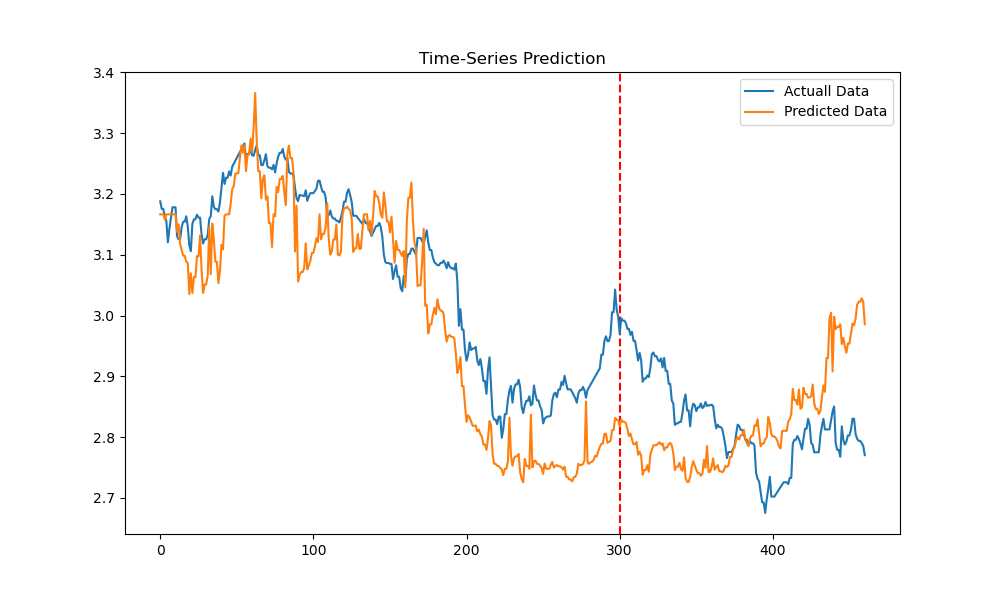 Time-Series Prediction
Actuall Data
Predicted Data
3.4
3.3
3.2
3.1
3.0
2.9
2.8
2.7
0 100 200 300 400